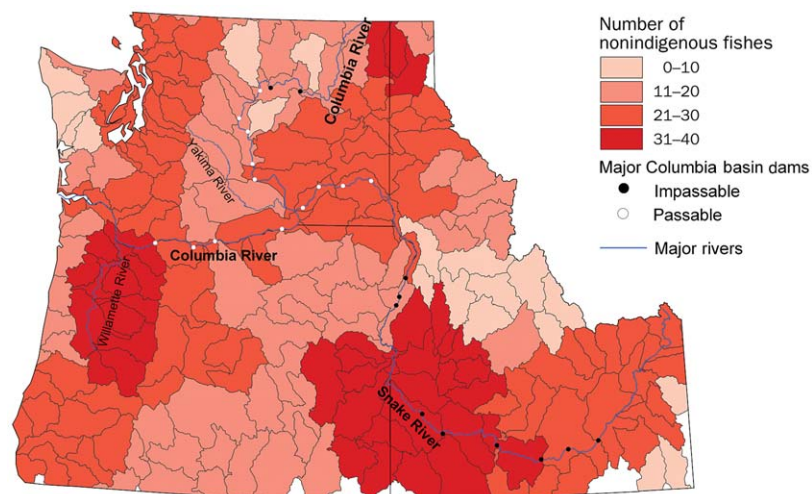 Number of
nonindigenous fishes
0–10
11–20
21–30
31–40
Major Columbia basin dams
Impassable
Passable
Major rivers
Columbia River
Yakima River
Columbia River
Willamette River
Snake River